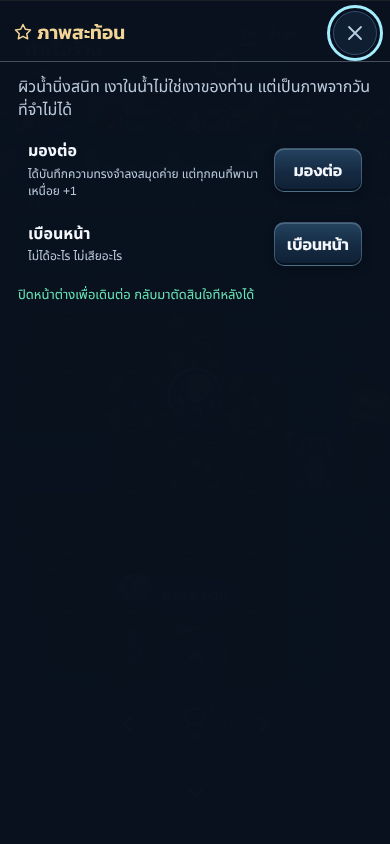 ภาพสะท้อน
ผิวน้ำนิ่งสนิท เงาในน้ำไม่ใช่เงาของท่าน แต่เป็นภาพจากวัน
ที่จำไม่ได้
มองต่อ
ได้บันทึกความทรงจำลงสมุดค่าย แต่ทุกคนที่พามา
เหนื่อย +1
มองต่อ
เบือนหน้า
ไม่ได้อะไร ไม่เสียอะไร
เบือนหน้า
ปิดหน้าต่างเพื่อเดินต่อ กลับมาตัดสินใจทีหลังได้